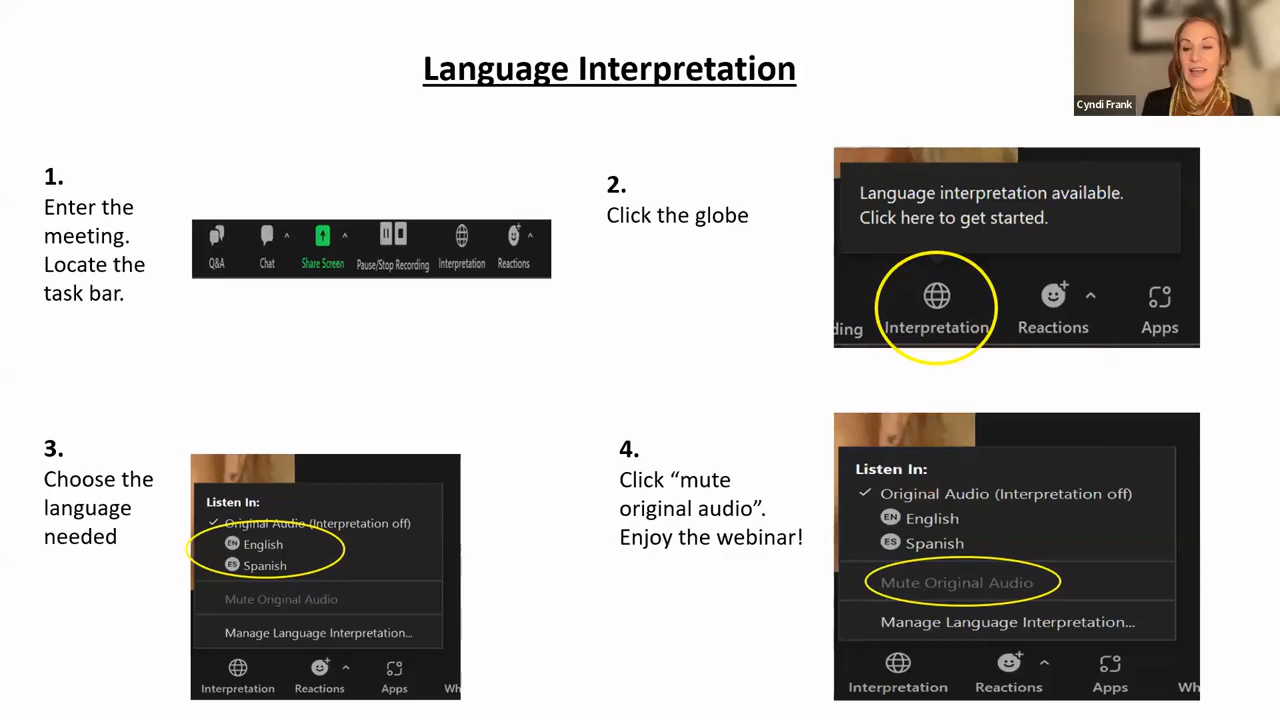 Language Interpretation
Cyndi Frank
1.
Enter the
meeting.
Locate the
task bar.
Q&A
Chat
Share Screen
Pause/Stop Recording
Interpretation
Reactions
2.
Click the globe
Language interpretation available.
Click here to get started.
ding
Interpretation
Reactions
Apps
3.
Choose the
language
needed
Listen In:
Original Audio (Interpretation off)
EN English
ES Spanish
Mute Original Audio
Manage Language Interpretation...
Interpretation
Reactions
Apps
Wh
4.
Click “mute
original audio”.
Enjoy the webinar!
Listen In:
Original Audio (Interpretation off)
EN English
ES Spanish
Mute Original Audio
Manage Language Interpretation...
Interpretation
Reactions
Apps
Wh